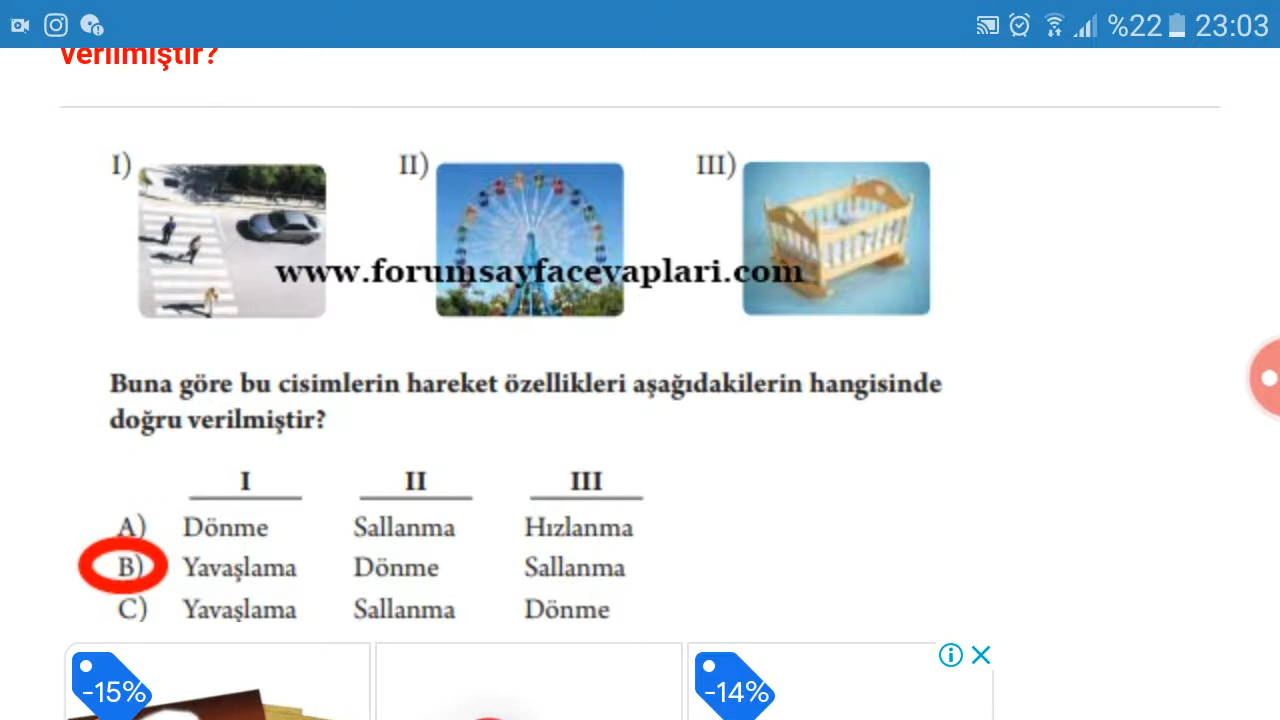 %22 23:03
verilmiştir?
I) II) III)
www.forumsayfacevaplari.com
Buna göre bu cisimlerin hareket özellikleri aşağıdakilerin hangisinde
doğru verilmiştir?
I II III
A) Dönme Sallanma Hızlanma
B) Yavaşlama Dönme Sallanma
C) Yavaşlama Sallanma Dönme
-15% -14%